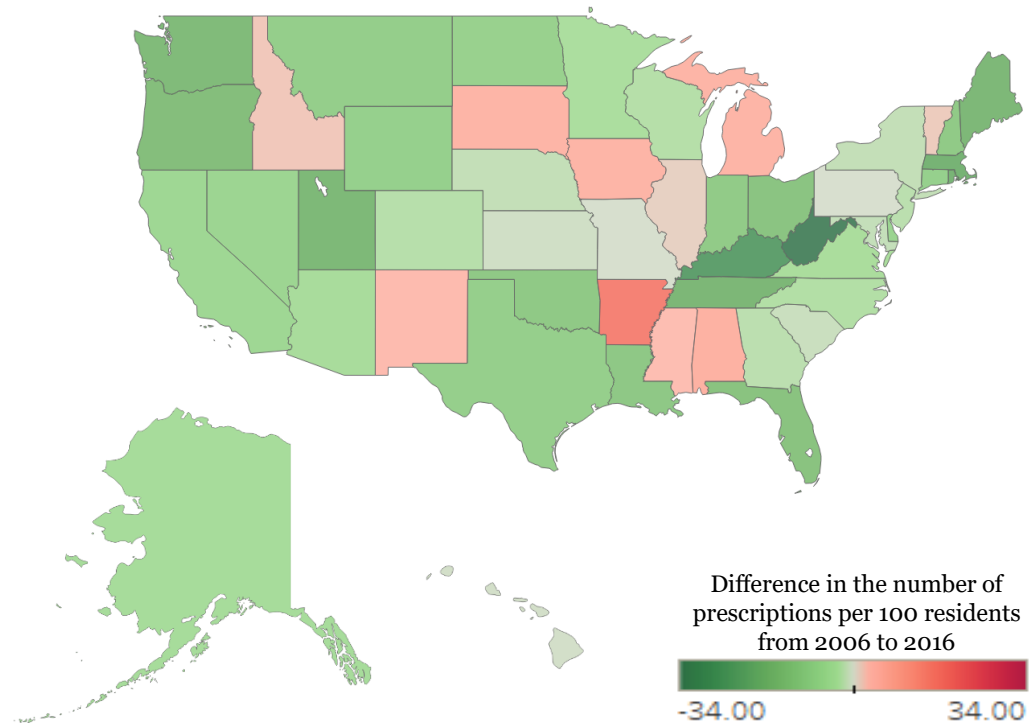 Difference in the number of
prescriptions per 100 residents
from 2006 to 2016
-34.00 34.00